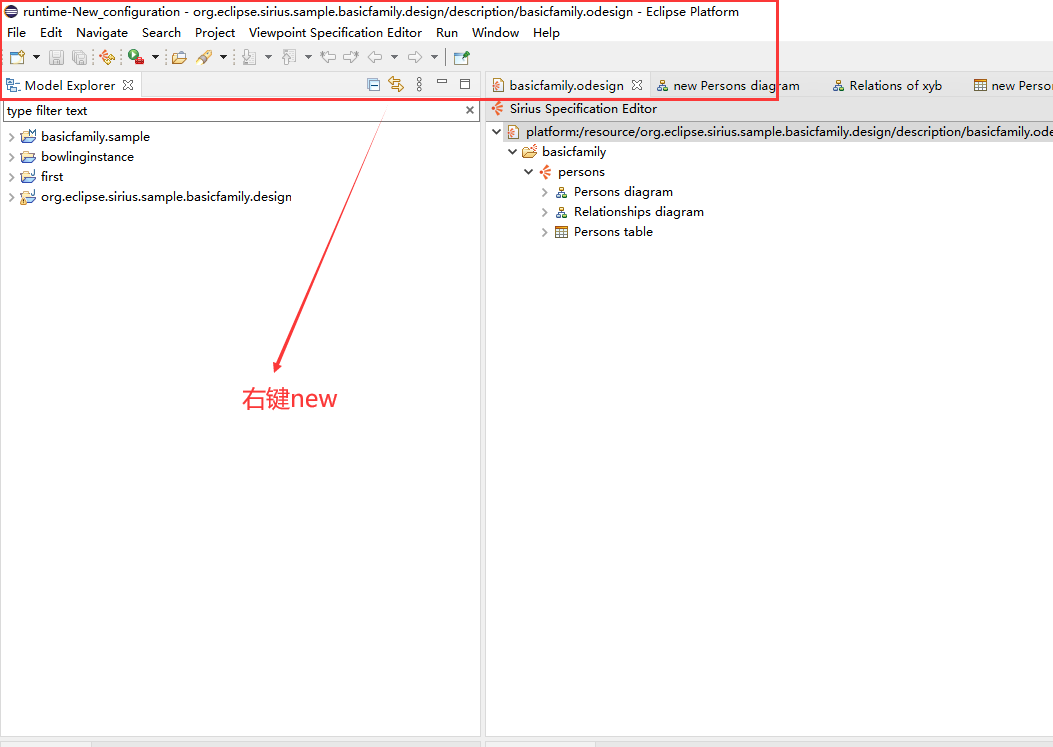 runtime-New_configuration - org.eclipse.sirius.sample.basicfamily.design/description/basicfamily.odesign - Eclipse Platform
File Edit Navigate Search Project Viewpoint Specification Editor Run Window Help
Model Explorer
basicfamily.odesign new Persons diagram Relations of xyb new Perso
type filter text
Sirius Specification Editor
basicfamily.sample
bowlinginstance
first
org.eclipse.sirius.sample.basicfamily.design
platform:/resource/org.eclipse.sirius.sample.basicfamily.design/description/basicfamily.ode
basicfamily
persons
Persons diagram
Relationships diagram
Persons table
右键new